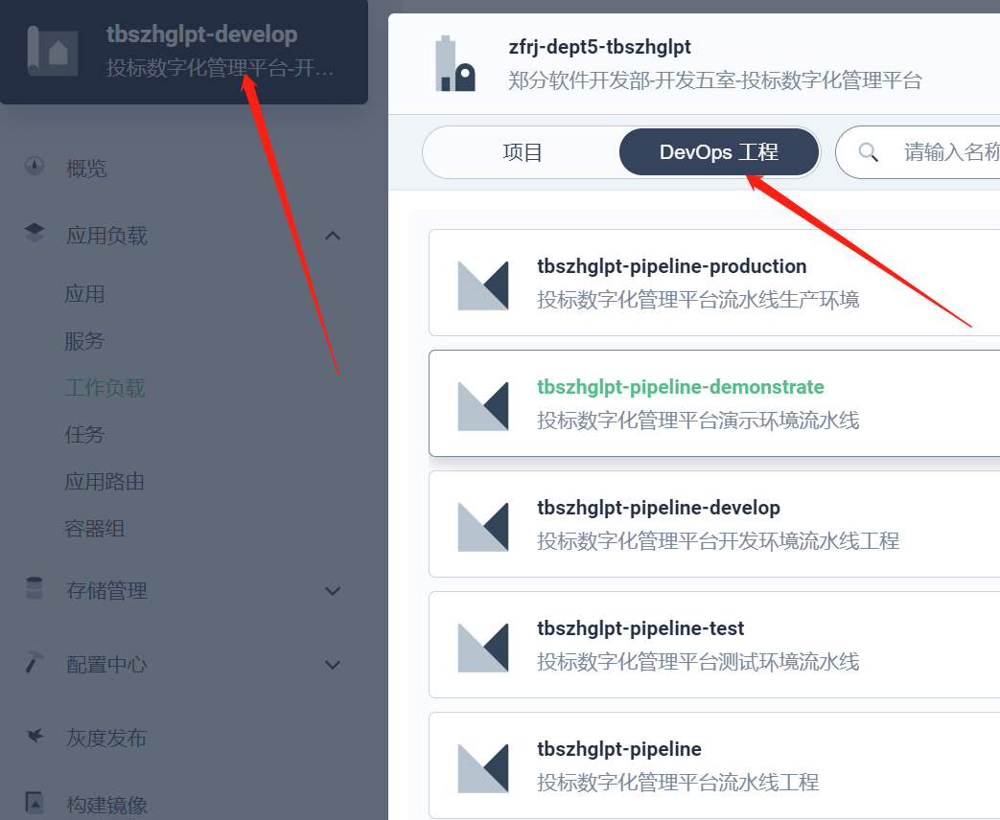 tbszhglpt-develop
投标数字化管理平台-开…
概览
应用负载
应用
服务
工作负载
任务
应用路由
容器组
存储管理
配置中心
灰度发布
构建镜像
zfrj-dept5-tbszhglpt
郑分软件开发部-开发五室-投标数字化管理平台
项目
DevOps 工程
请输入名称
tbszhglpt-pipeline-production
投标数字化管理平台流水线生产环境
tbszhglpt-pipeline-demonstrate
投标数字化管理平台演示环境流水线
tbszhglpt-pipeline-develop
投标数字化管理平台开发环境流水线工程
tbszhglpt-pipeline-test
投标数字化管理平台测试环境流水线
tbszhglpt-pipeline
投标数字化管理平台流水线工程